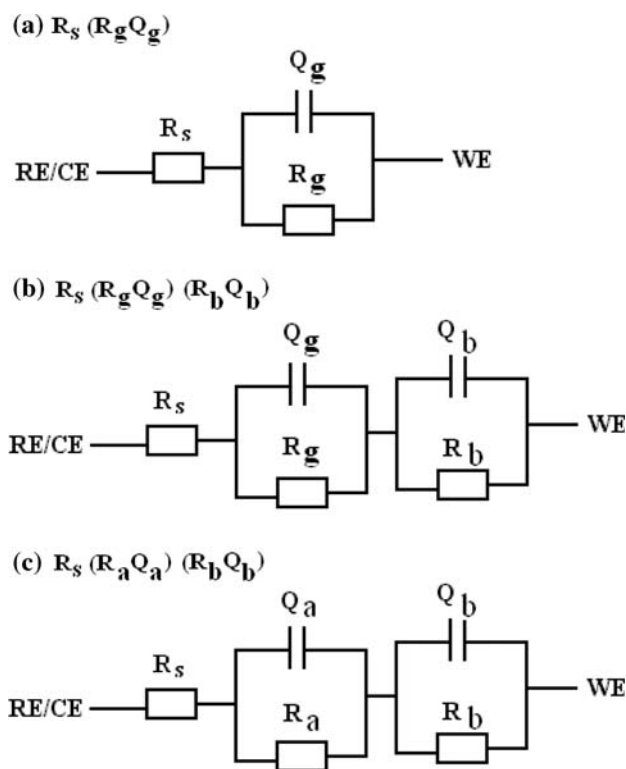 (a) Rs (RgQg)
Qg
Rs
RE/CE
WE
Rg
(b) Rs (RgQg) (RbQb)
Qg
Qb
Rs
RE/CE
WE
Rg
Rb
(c) Rs (RaQa) (RbQb)
Qa
Qb
Rs
RE/CE
WE
Ra
Rb